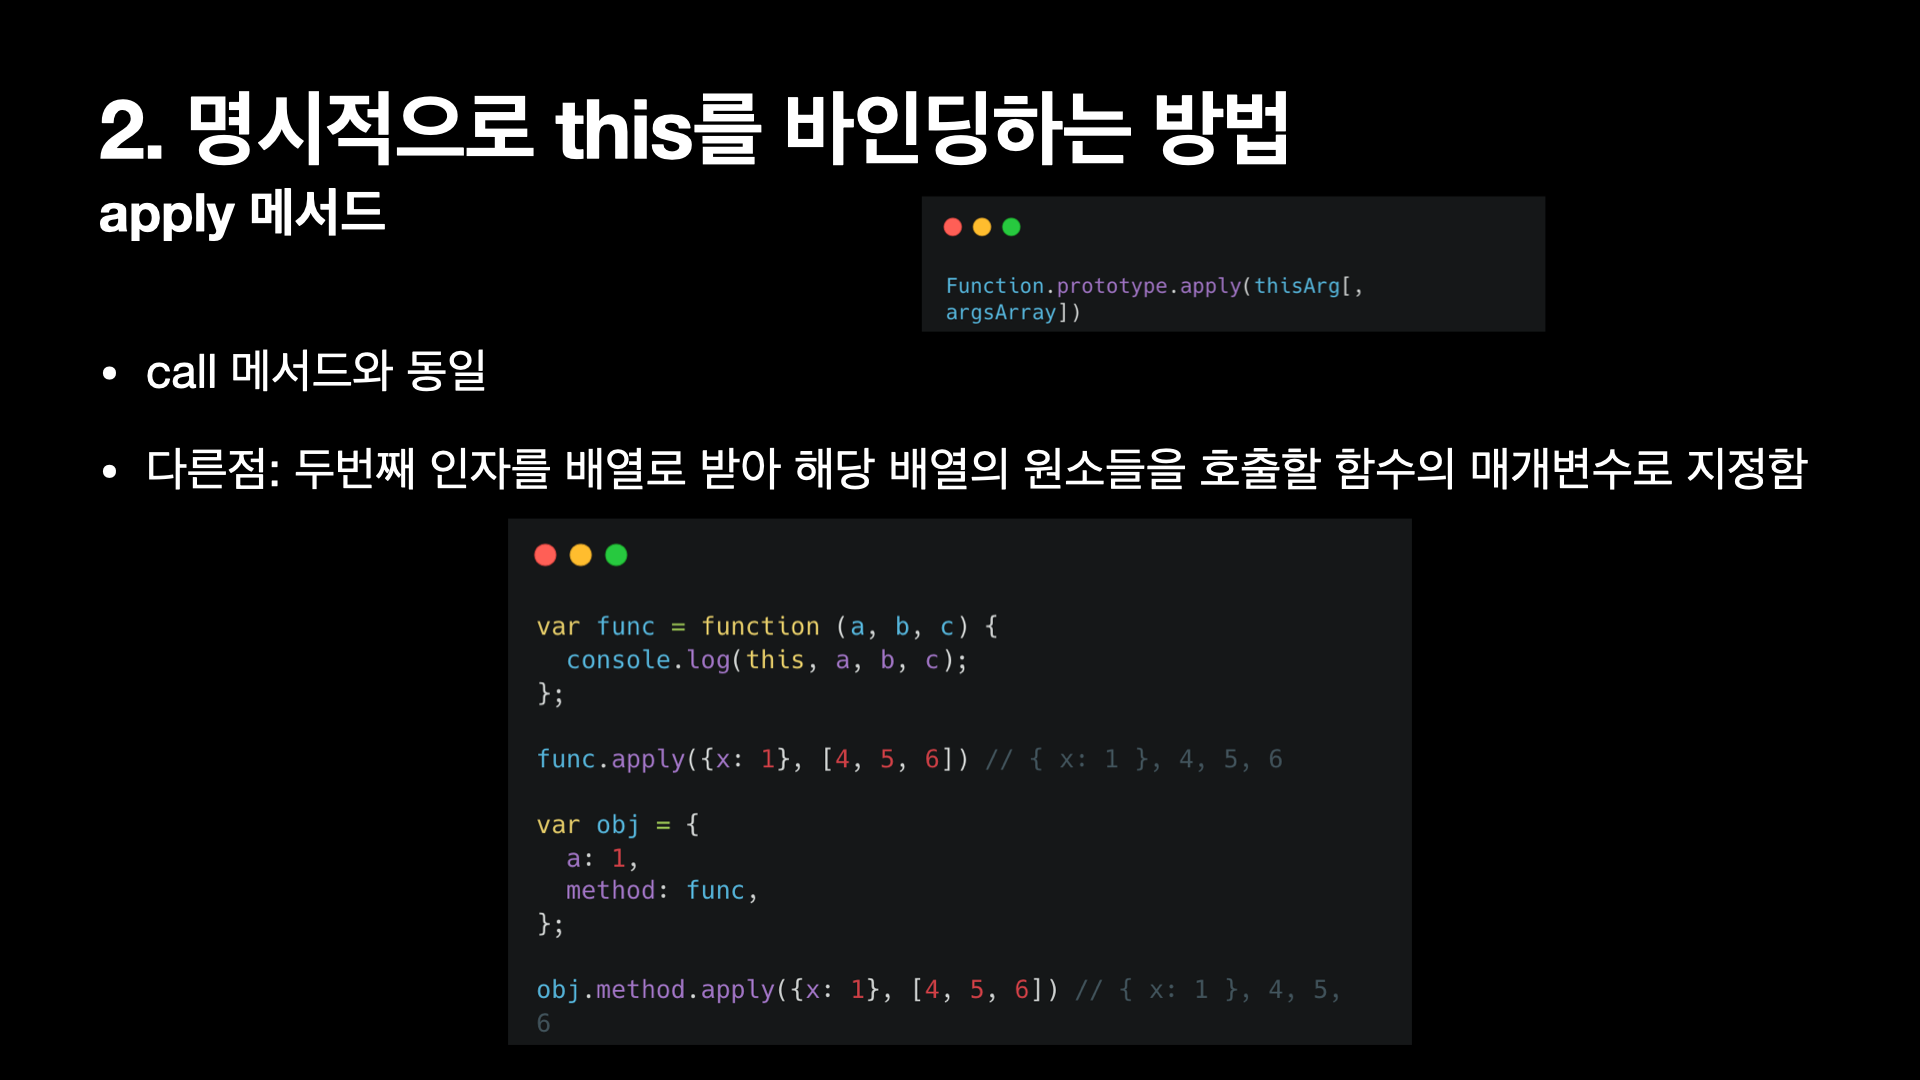 2. 명시적으로 this를 바인딩하는 방법
apply 메서드
Function.prototype.apply(thisArg[,
argsArray])
• call 메서드와 동일
• 다른점: 두번째 인자를 배열로 받아 해당 배열의 원소들을 호출할 함수의 매개변수로 지정함
var func = function (a, b, c) {
  console.log(this, a, b, c);
};
func.apply({x: 1}, [4, 5, 6]) // { x: 1 }, 4, 5, 6
var obj = {
  a: 1,
  method: func,
};
obj.method.apply({x: 1}, [4, 5, 6]) // { x: 1 }, 4, 5,
6